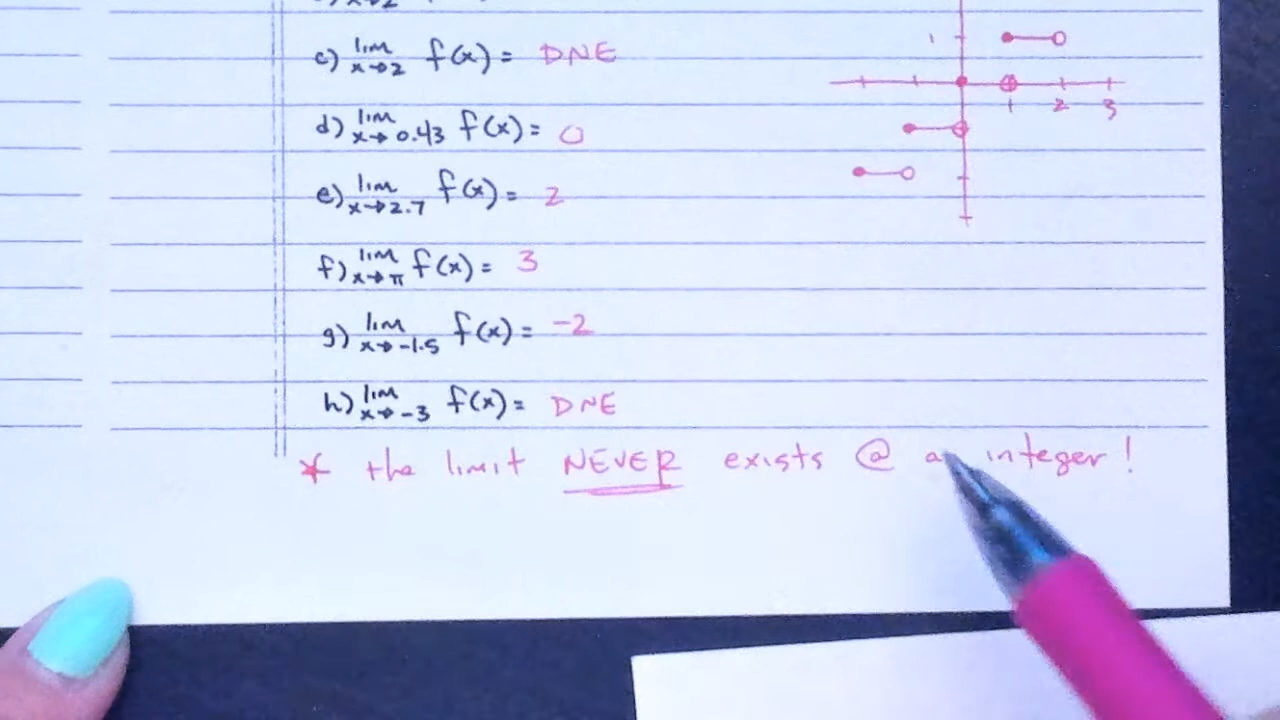 c) lim x→2 f(x) = DNE
d) lim x→0.43 f(x) = 0
e) lim x→2.7 f(x) = 2
f) lim x→π f(x) = 3
g) lim x→-1.5 f(x) = -2
h) lim x→-3 f(x) = DNE
* the limit NEVER exists @ integer!
1
1 2 3